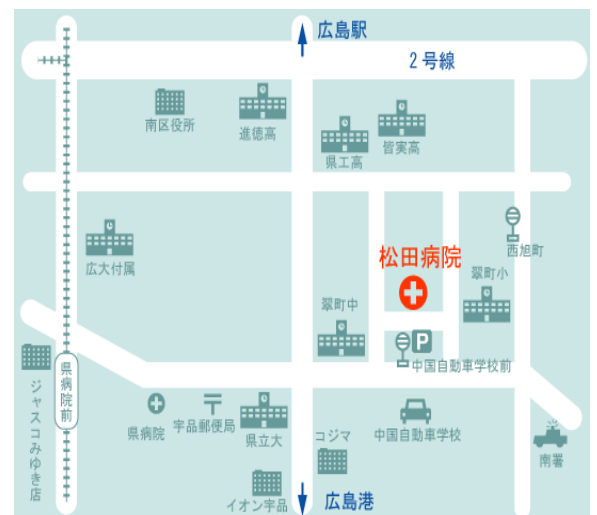 広島駅
2号線
南区役所
進徳高
県工高
皆実高
広大付属
松田病院
西旭町
翠町小
翠町中
P
中国自動車学校前
県病院前
ジャスコみゆき店
県病院
宇品郵便局
県立大
コジマ
中国自動車学校
南署
イオン宇品
広島港